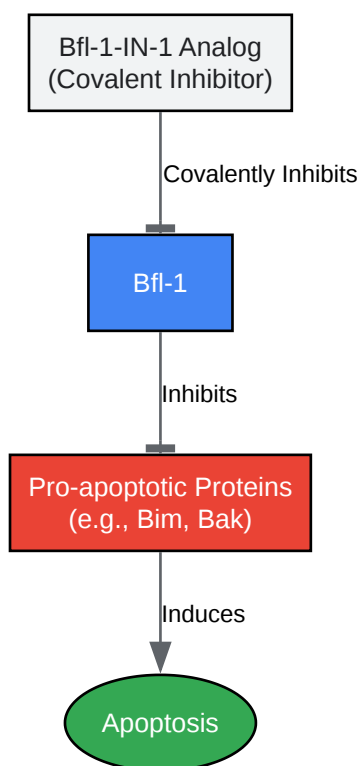 Bfl-1-IN-1 Analog
(Covalent Inhibitor)
Covalently Inhibits
Bfl-1
Inhibits
Pro-apoptotic Proteins
(e.g., Bim, Bak)
Induces
Apoptosis